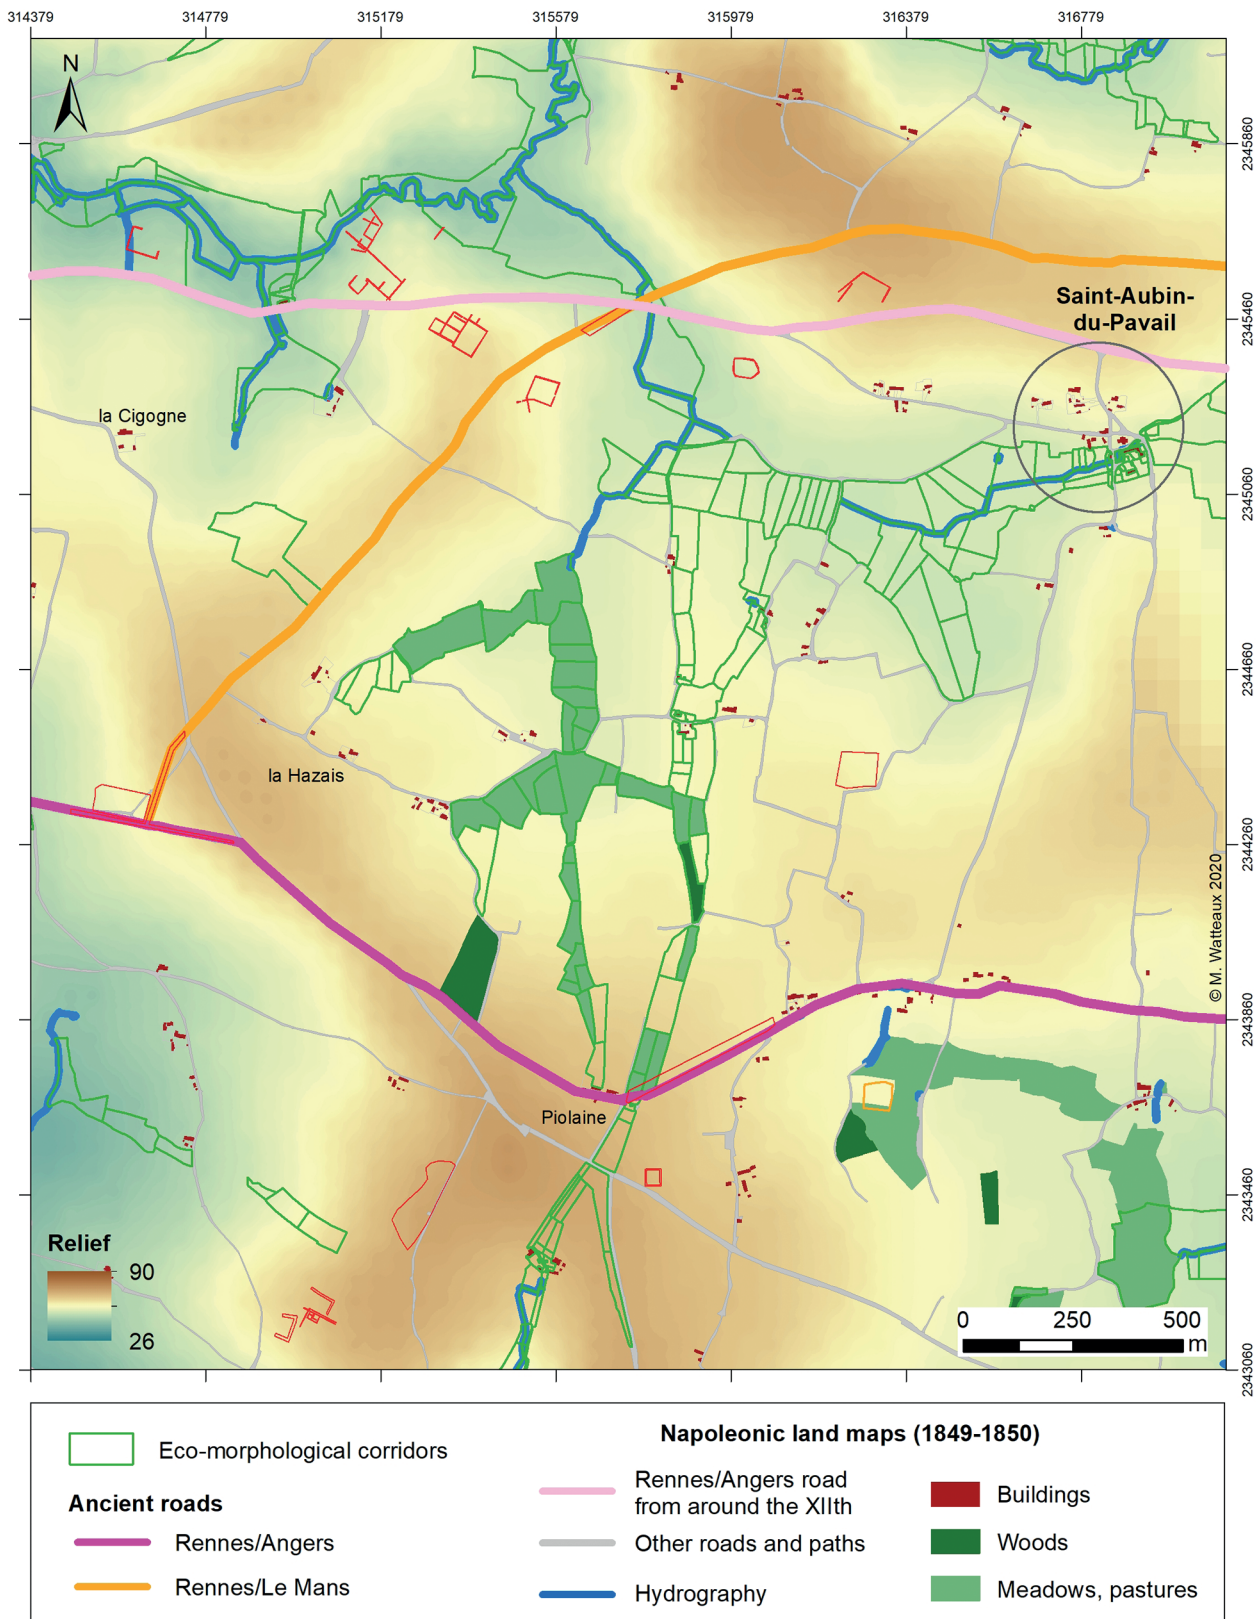 314379 314779 315179 315579 315979 316379 316779
N
2345860
2345460
2345060
2344660
2344260
2343860
2343460
2343060
Saint-Aubin-
du-Pavail
la Cigogne
la Hazais
Piolaine
© M. Watteaux 2020
Relief
90
26
0 250 500
m
Eco-morphological corridors
Ancient roads
Rennes/Angers
Rennes/Le Mans
Napoleonic land maps (1849-1850)
Rennes/Angers road
from around the XIIth
Other roads and paths
Hydrography
Buildings
Woods
Meadows, pastures